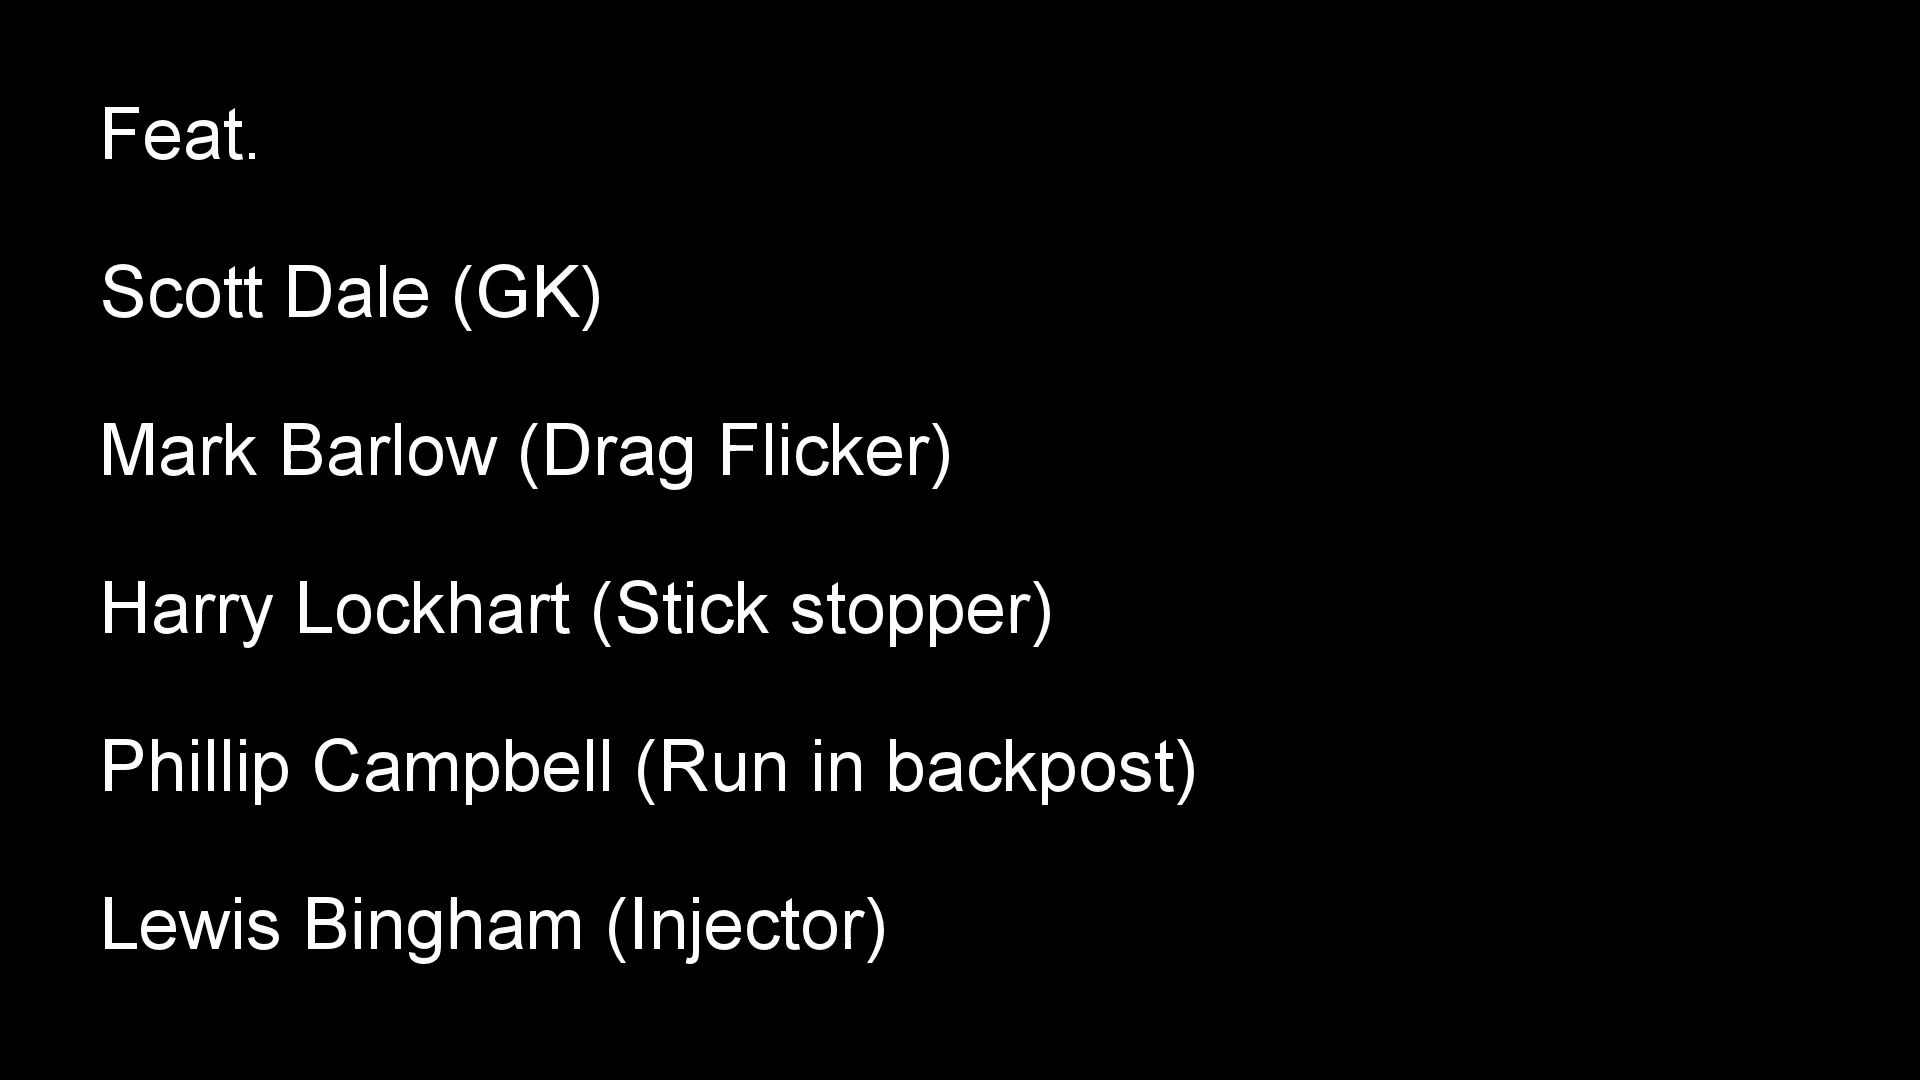 Feat.
Scott Dale (GK)
Mark Barlow (Drag Flicker)
Harry Lockhart (Stick stopper)
Phillip Campbell (Run in backpost)
Lewis Bingham (Injector)